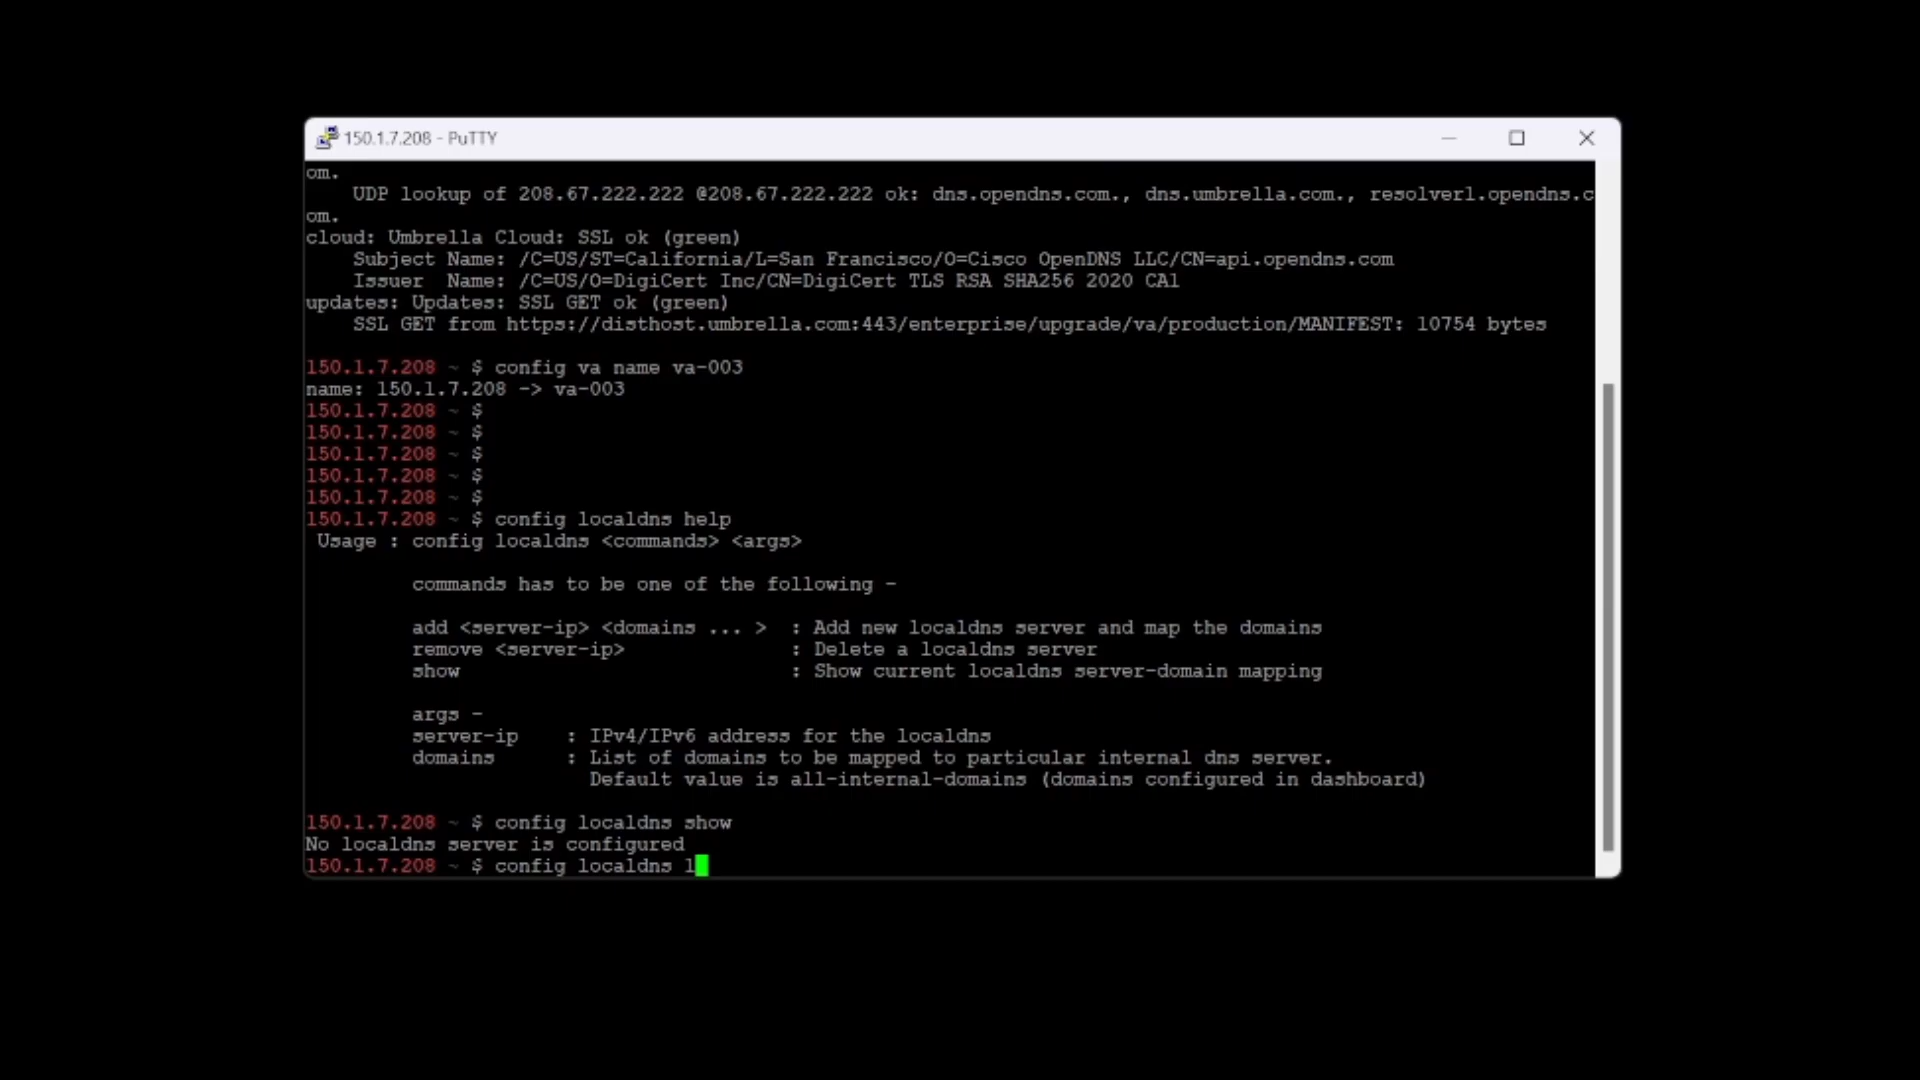 150.1.7.208 - PuTTY
om.
UDP lookup of 208.67.222.222 @208.67.222.222 ok: dns.opendns.com., dns.umbrella.com., resolver1.opendns.c
om.
cloud: Umbrella Cloud: SSL ok (green)
Subject Name: /C=US/ST=California/L=San Francisco/O=Cisco OpenDNS LLC/CN=api.opendns.com
Issuer  Name: /C=US/O=DigiCert Inc/CN=DigiCert TLS RSA SHA256 2020 CA1
updates: Updates: SSL GET ok (green)
SSL GET from https://disthost.umbrella.com:443/enterprise/upgrade/va/production/MANIFEST: 10754 bytes
150.1.7.208 ~ $ config va name va-003
name: 150.1.7.208 -> va-003
150.1.7.208 ~ $
150.1.7.208 ~ $
150.1.7.208 ~ $
150.1.7.208 ~ $
150.1.7.208 ~ $
150.1.7.208 ~ $ config localdns help
Usage : config localdns <commands> <args>
commands has to be one of the following -
add <server-ip> <domains ... >  : Add new localdns server and map the domains
remove <server-ip>              : Delete a localdns server
show                            : Show current localdns server-domain mapping
args -
server-ip    : IPv4/IPv6 address for the localdns
domains      : List of domains to be mapped to particular internal dns server.
Default value is all-internal-domains (domains configured in dashboard)
150.1.7.208 ~ $ config localdns show
No localdns server is configured
150.1.7.208 ~ $ config localdns l